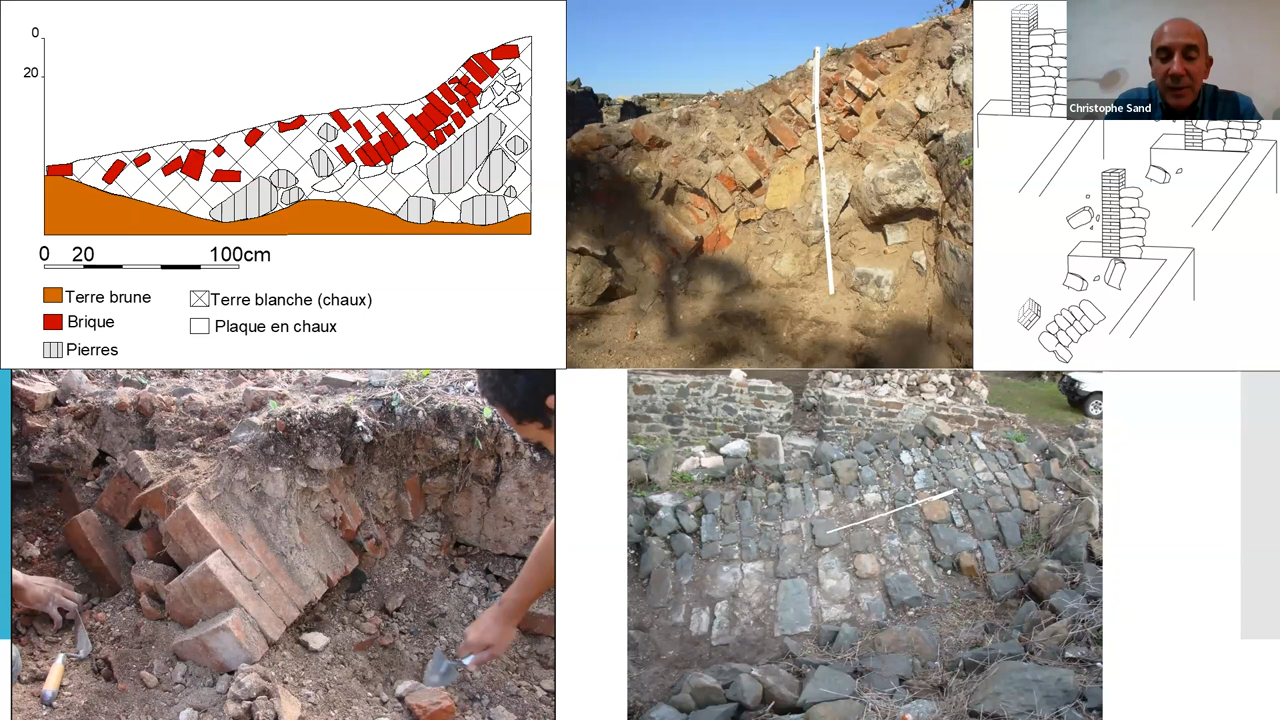 0
20
0 20 100cm
Terre brune
Terre blanche (chaux)
Brique
Plaque en chaux
Pierres
Christophe Sand